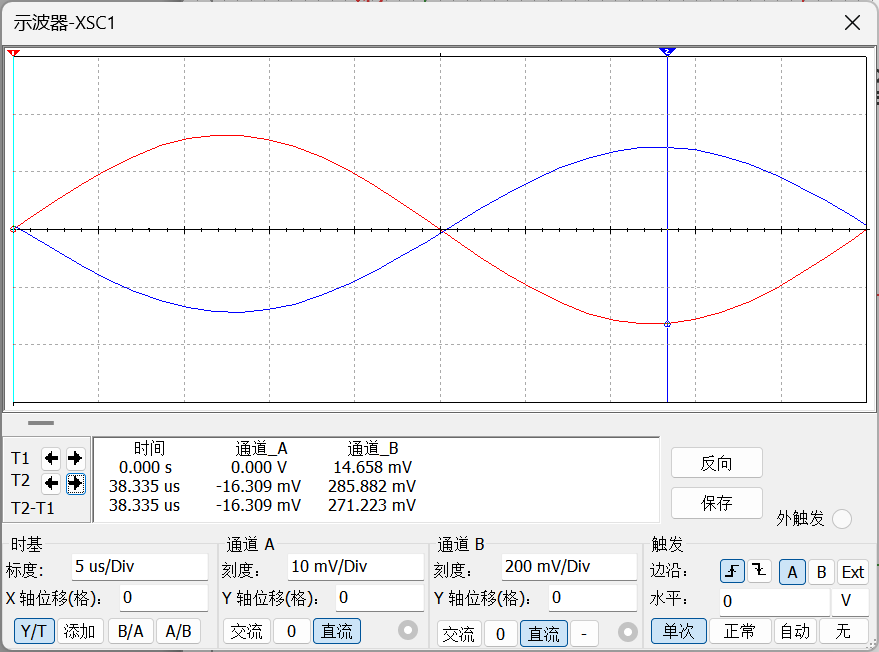 示波器-XSC1
1
2
时间 通道_A 通道_B
T1 0.000 s 0.000 V 14.658 mV
T2 38.335 us -16.309 mV 285.882 mV
T2-T1 38.335 us -16.309 mV 271.223 mV
反向
保存
外触发
时基 通道 A 通道 B 触发
标度: 5 us/Div 刻度: 10 mV/Div 刻度: 200 mV/Div 边沿: A B Ext
X 轴位移(格): 0 Y 轴位移(格): 0 Y 轴位移(格): 0 水平: 0 V
Y/T 添加 B/A A/B 交流 0 直流 交流 0 直流 - 单次 正常 自动 无